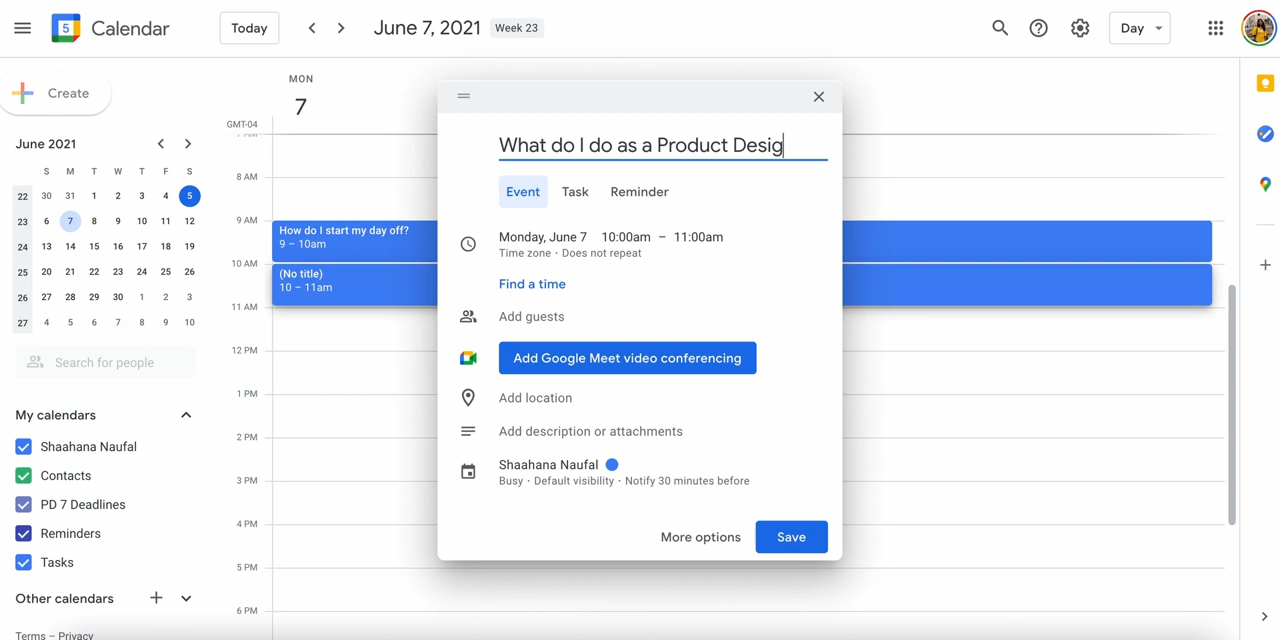 5 Calendar Today June 7, 2021 Week 23 Day
Create
June 2021
S M T W T F S
22 30 31 1 2 3 4 5
23 6 7 8 9 10 11 12
24 13 14 15 16 17 18 19
25 20 21 22 23 24 25 26
26 27 28 29 30 1 2 3
27 4 5 6 7 8 9 10
Search for people
My calendars
Shaahana Naufal
Contacts
PD 7 Deadlines
Reminders
Tasks
Other calendars
Terms – Privacy
MON
7
GMT-04
7 AM
8 AM
9 AM
10 AM
11 AM
12 PM
1 PM
2 PM
3 PM
4 PM
5 PM
6 PM
How do I start my day off?
9 – 10am
(No title)
10 – 11am
What do I do as a Product Desig
Event Task Reminder
Monday, June 7 10:00am – 11:00am
Time zone · Does not repeat
Find a time
Add guests
Add Google Meet video conferencing
Add location
Add description or attachments
Shaahana Naufal
Busy · Default visibility · Notify 30 minutes before
More options Save